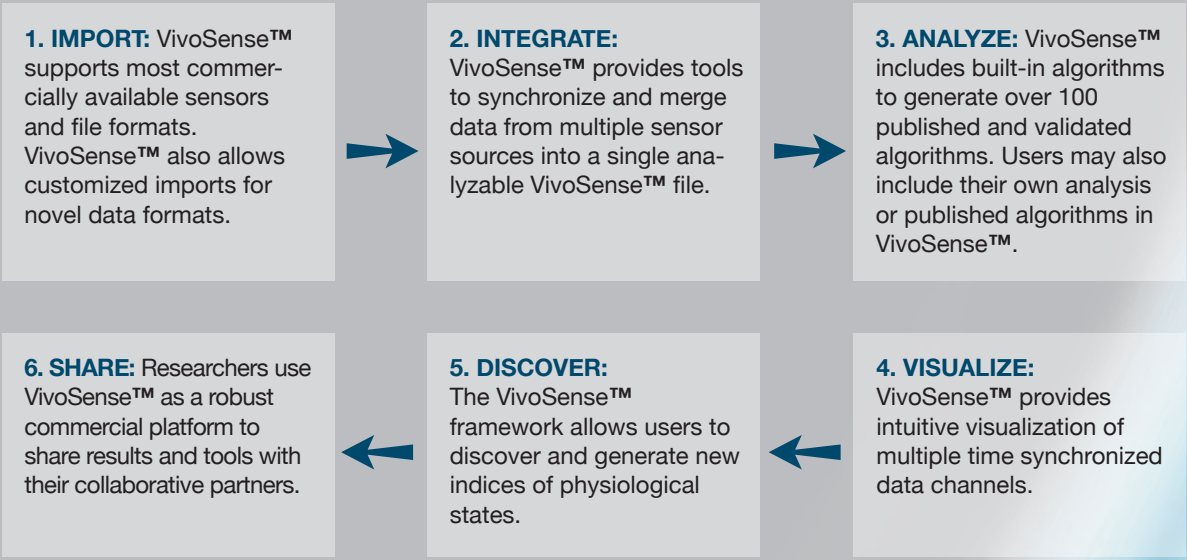 1. IMPORT: VivoSense™
supports most commer-
cially available sensors
and file formats.
VivoSense™ also allows
customized imports for
novel data formats.
2. INTEGRATE:
VivoSense™ provides tools
to synchronize and merge
data from multiple sensor
sources into a single ana-
lyzable VivoSense™ file.
3. ANALYZE: VivoSense™
includes built-in algorithms
to generate over 100
published and validated
algorithms. Users may also
include their own analysis
or published algorithms in
VivoSense™.
4. VISUALIZE:
VivoSense™ provides
intuitive visualization of
multiple time synchronized
data channels.
5. DISCOVER:
The VivoSense™
framework allows users to
discover and generate new
indices of physiological
states.
6. SHARE: Researchers use
VivoSense™ as a robust
commercial platform to
share results and tools with
their collaborative partners.